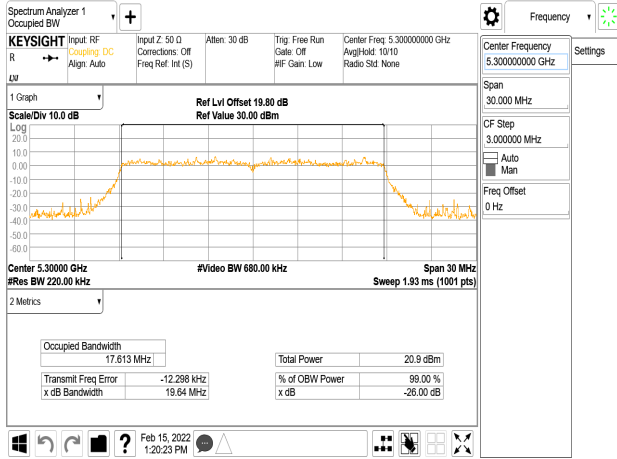 Spectrum Analyzer 1
Occupied BW
Frequency
KEYSIGHT
R
Input: RF
Coupling: DC
Align: Auto
Input Z: 50 Ω
Corrections: Off
Freq Ref: Int (S)
Atten: 30 dB
Trig: Free Run
Gate: Off
#IF Gain: Low
Center Freq: 5.300000000 GHz
Avg|Hold: 10/10
Radio Std: None
Center Frequency
5.300000000 GHz
Settings
Span
30.000 MHz
CF Step
3.000000 MHz
Auto
Man
Freq Offset
0 Hz
1 Graph
Scale/Div 10.0 dB
Ref Lvl Offset 19.80 dB
Ref Value 30.00 dBm
Log
20.0
10.0
0.00
-10.0
-20.0
-30.0
-40.0
-50.0
-60.0
Center 5.30000 GHz
#Video BW 680.00 kHz
Span 30 MHz
#Res BW 220.00 kHz
Sweep 1.93 ms (1001 pts)
2 Metrics
Occupied Bandwidth
17.613 MHz
Total Power 20.9 dBm
Transmit Freq Error -12.298 kHz
% of OBW Power 99.00 %
x dB Bandwidth 19.64 MHz
x dB -26.00 dB
Feb 15, 2022
1:20:23 PM